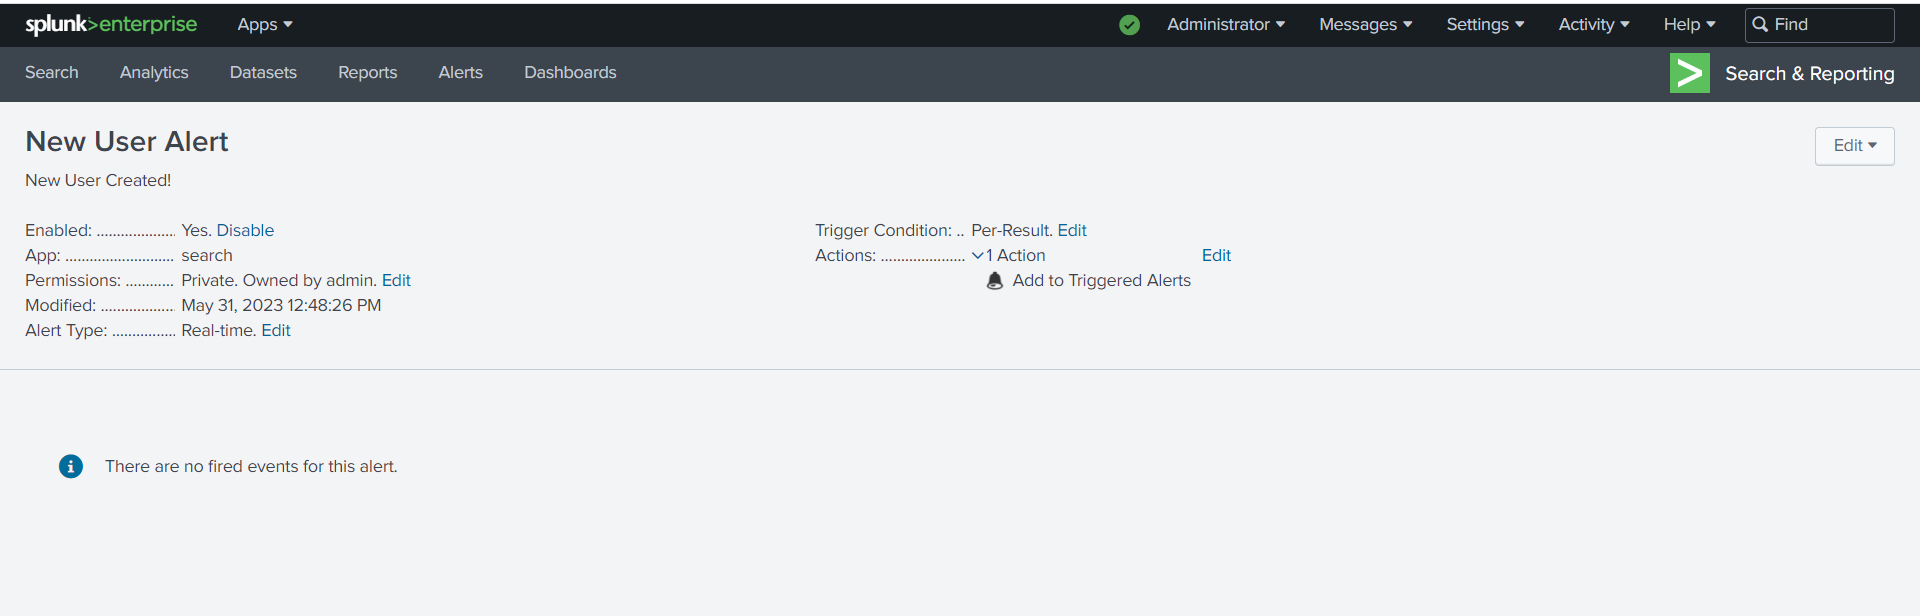 splunk>enterprise Apps Administrator Messages Settings Activity Help Find
Search Analytics Datasets Reports Alerts Dashboards > Search & Reporting
New User Alert
Edit
New User Created!
Enabled: .................... Yes. Disable
App: ........................... search
Permissions: ............ Private. Owned by admin. Edit
Modified: ................... May 31, 2023 12:48:26 PM
Alert Type: ................ Real-time. Edit
Trigger Condition: .. Per-Result. Edit
Actions: ..................... 1 Action Edit
Add to Triggered Alerts
There are no fired events for this alert.